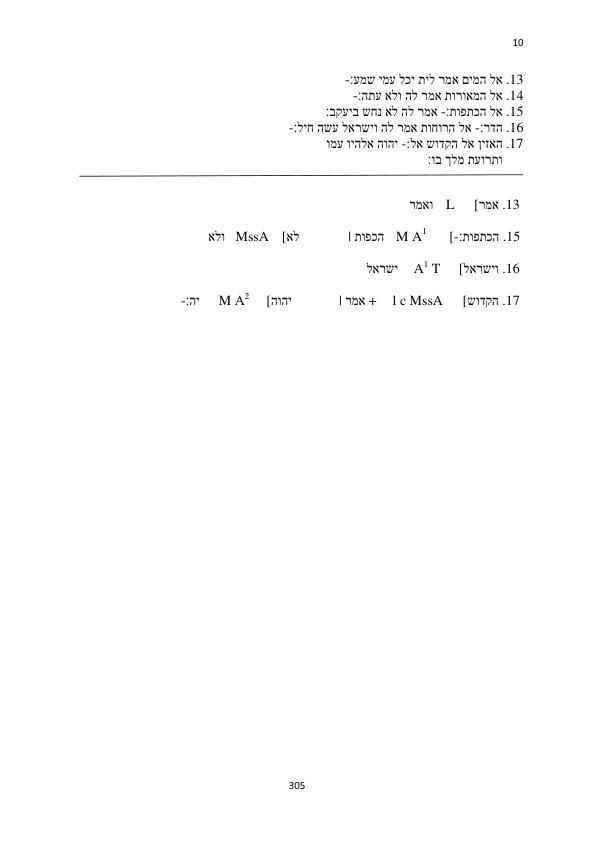 10
13. אל המים אמר לית יכל עמי שמע:-
14. אל המאורות אמר לה ולא עתה:-
15. אל הכתפות:- אמר לה לא נחש ביעקב:
16. הדר:- אל הרוחות אמר לה וישראל עשה חיל:-
17. האזין אל הקדוש אל:- יהוה אלהיו עמו
ותרועת מלך בו:
13. אמר] L ואמר
15. הכתפות:-] M A¹ הכפות | לא] MssA ולא
16. וישראל] A¹ T ישראל
17. הקדוש] l c MssA + אמר | יהוה] M A² יה:-
305